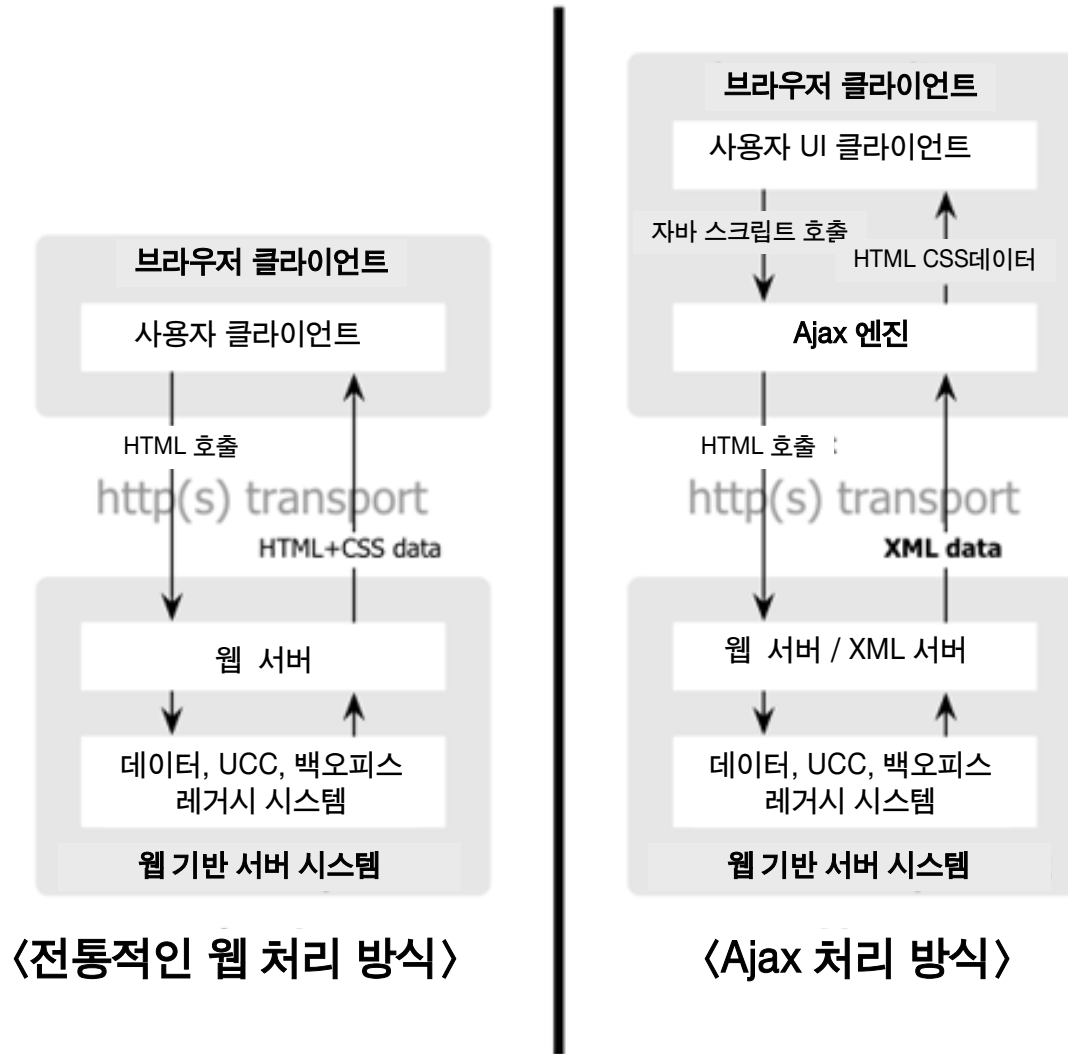 브라우저 클라이언트
사용자 클라이언트
HTML 호출
http(s) transport
HTML+CSS data
웹 서버
데이터, UCC, 백오피스
레거시 시스템
웹 기반 서버 시스템
〈전통적인 웹 처리 방식〉
브라우저 클라이언트
사용자 UI 클라이언트
자바 스크립트 호출
HTML CSS데이터
Ajax 엔진
HTML 호출
http(s) transport
XML data
웹 서버 / XML 서버
데이터, UCC, 백오피스
레거시 시스템
웹 기반 서버 시스템
〈Ajax 처리 방식〉